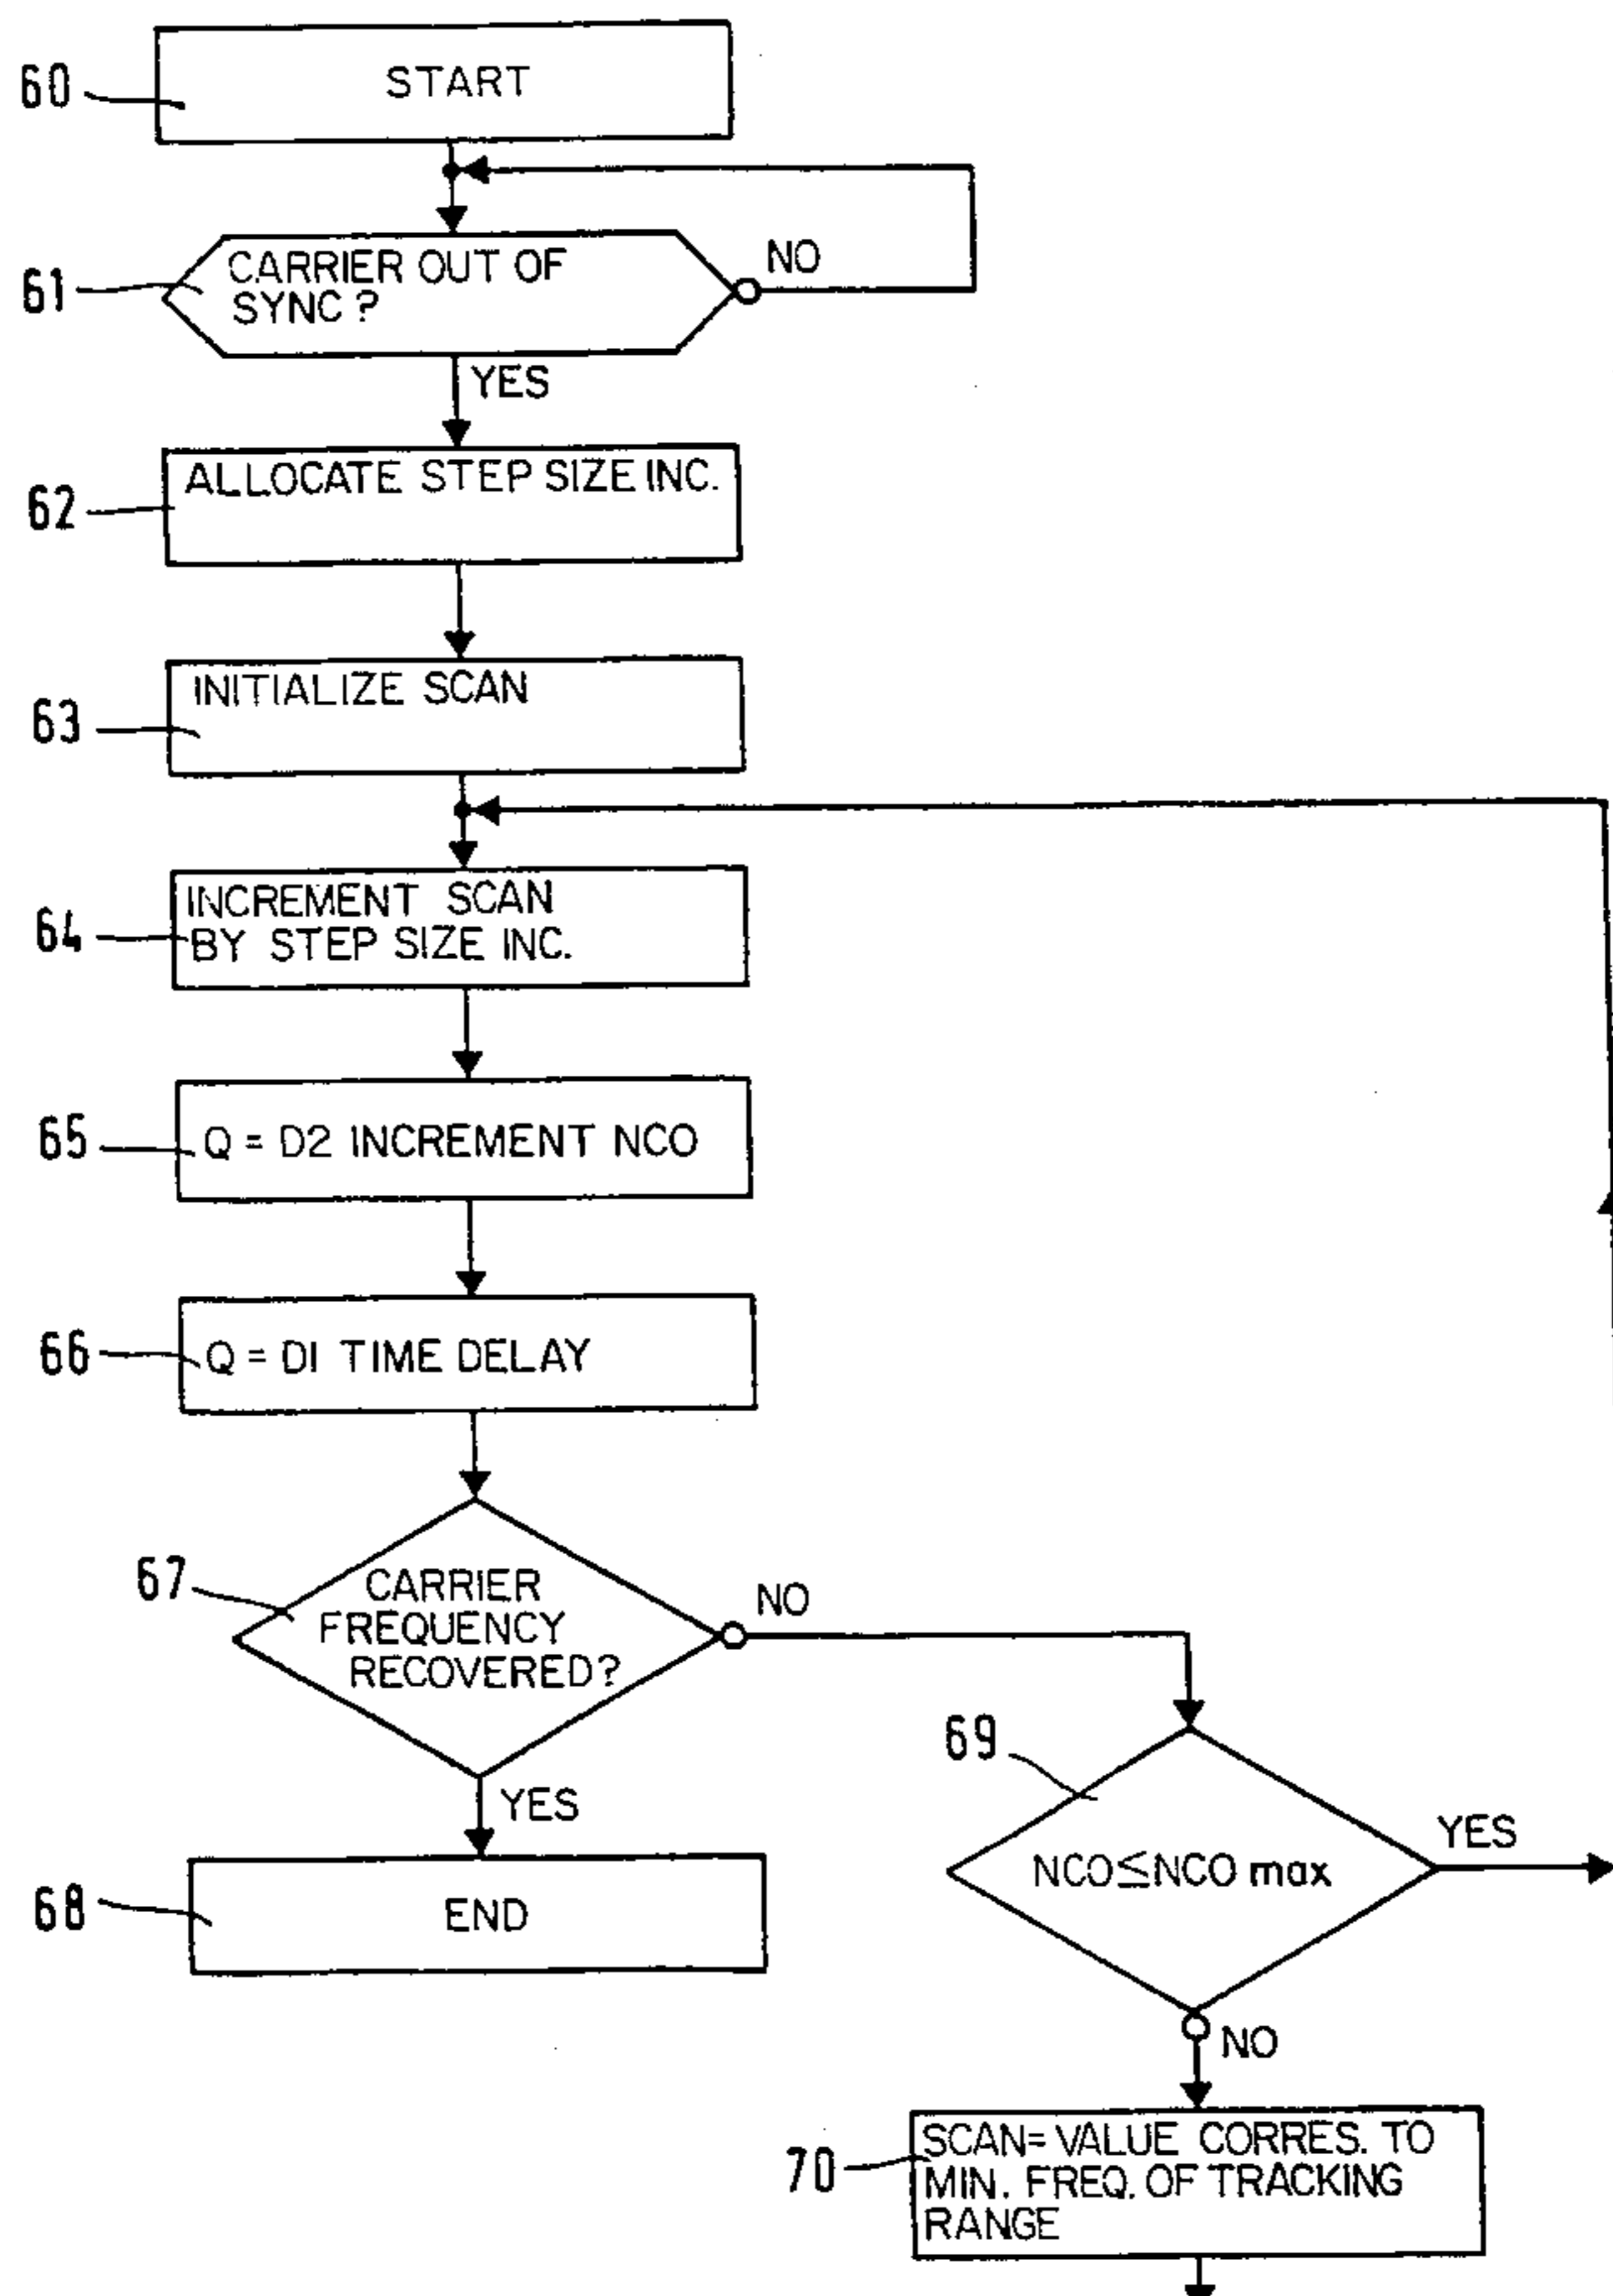 60
START
61
CARRIER OUT OF
SYNC?
NO
YES
62
ALLOCATE STEP SIZE INC.
63
INITIALIZE SCAN
64
INCREMENT SCAN
BY STEP SIZE INC.
65
Q = D2 INCREMENT NCO
66
Q = D1 TIME DELAY
67
CARRIER
FREQUENCY
RECOVERED?
NO
YES
68
END
69
NCO≦NCO max
YES
NO
70
SCAN=VALUE CORRES. TO
MIN. FREQ. OF TRACKING
RANGE